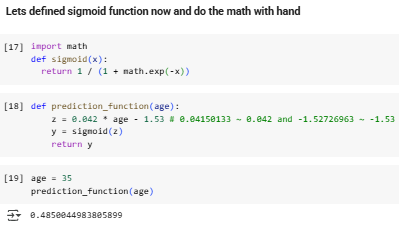 Lets defined sigmoid function now and do the math with hand
[17] import math
def sigmoid(x):
return 1 / (1 + math.exp(-x))
[18] def prediction_function(age):
z = 0.042 * age - 1.53 # 0.04150133 ~ 0.042 and -1.52726963 ~ -1.53
y = sigmoid(z)
return y
[19] age = 35
prediction_function(age)
0.4850044983805899